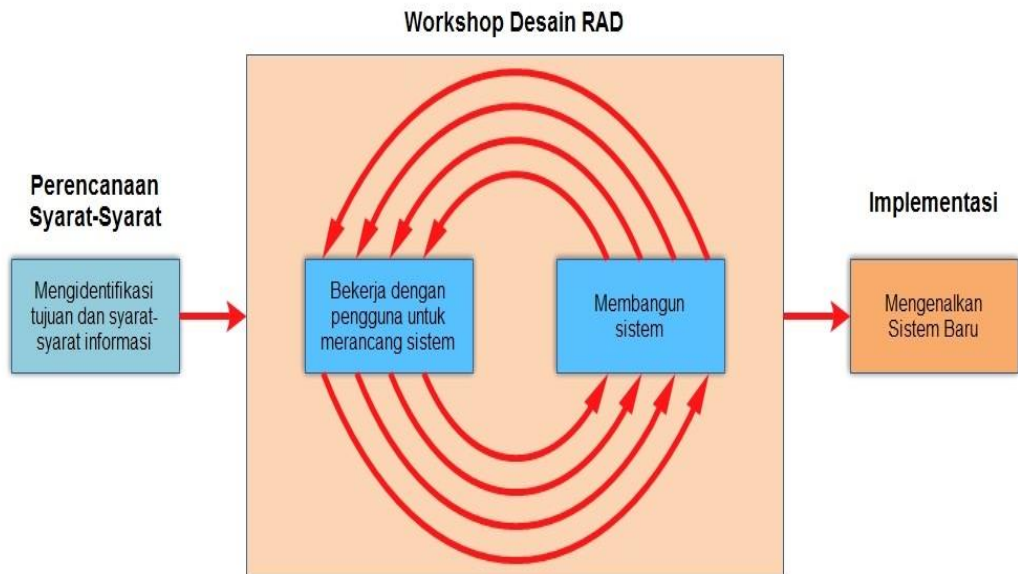 Workshop Desain RAD
Perencanaan
Syarat-Syarat
Mengidentifikasi
tujuan dan syarat-
syarat informasi
Bekerja dengan
pengguna untuk
merancang sistem
Membangun
sistem
Implementasi
Mengenalkan
Sistem Baru